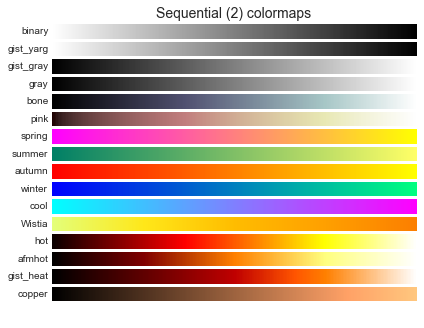 Sequential (2) colormaps
binary
gist_yarg
gist_gray
gray
bone
pink
spring
summer
autumn
winter
cool
Wistia
hot
afmhot
gist_heat
copper